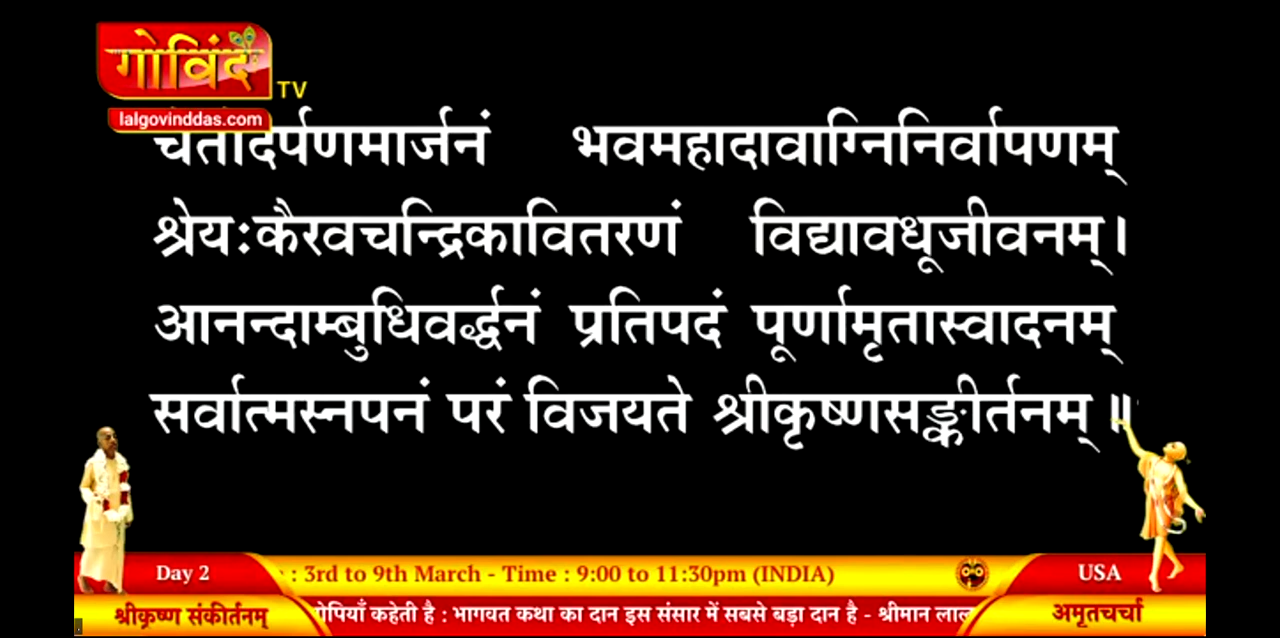 गोविंद
TV
lalgovinddas.com
चेतोदर्पणमार्जनं भवमहादावाग्निनिर्वापणम्
श्रेयःकैरवचन्द्रिकावितरणं विद्यावधूजीवनम्।
आनन्दाम्बुधिवर्द्धनं प्रतिपदं पूर्णामृतास्वादनम्
सर्वात्मस्नपनं परं विजयते श्रीकृष्णसङ्कीर्तनम्॥
Day 2
: 3rd to 9th March - Time : 9:00 to 11:30pm (INDIA)
USA
श्रीकृष्ण संकीर्तनम्
कहेती है : भागवत कथा का दान इस संसार में सबसे बड़ा दान है - श्रीमान
अमृतचर्चा